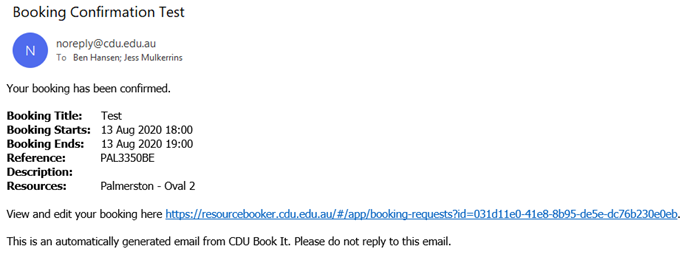 Booking Confirmation Test
N
noreply@cdu.edu.au
To Ben Hansen; Jess Mulkerrins
Your booking has been confirmed.
Booking Title: Test
Booking Starts: 13 Aug 2020 18:00
Booking Ends: 13 Aug 2020 19:00
Reference: PAL3350BE
Description:
Resources: Palmerston - Oval 2
View and edit your booking here https://resourcebooker.cdu.edu.au/#/app/booking-requests?id=031d11e0-41e8-8b95-de5e-dc76b230e0eb.
This is an automatically generated email from CDU Book It. Please do not reply to this email.